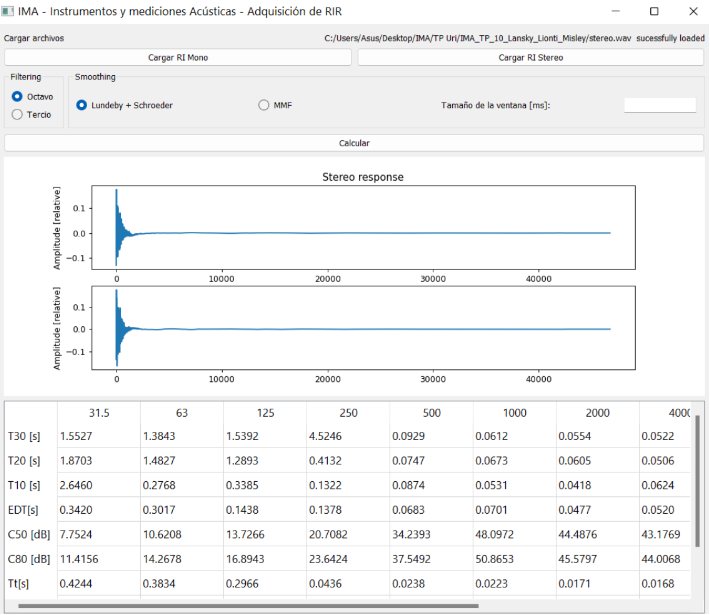 IMA - Instrumentos y mediciones Acústicas - Adquisición de RIR
Cargar archivos
C:/Users/Asus/Desktop/IMA/TP Uri/IMA_TP_10_Lansky_Lionti_Misley/stereo.wav sucessfully loaded
Cargar RI Mono
Cargar RI Stereo
Filtering
Smoothing
Octavo
Tercio
Lundeby + Schroeder
MMF
Tamaño de la ventana [ms]:
Calcular
Stereo response
Amplitude [relative]
0.1
0.0
−0.1
0 10000 20000 30000 40000
Amplitude [relative]
0.1
0.0
−0.1
0 10000 20000 30000 40000
31.5 63 125 250 500 1000 2000 4000
T30 [s] 1.5527 1.3843 1.5392 4.5246 0.0929 0.0612 0.0554 0.0522
T20 [s] 1.8703 1.4827 1.2893 0.4132 0.0747 0.0673 0.0605 0.0506
T10 [s] 2.6460 0.2768 0.3385 0.1322 0.0874 0.0531 0.0418 0.0624
EDT[s] 0.3420 0.3017 0.1438 0.1378 0.0683 0.0701 0.0477 0.0520
C50 [dB] 7.7524 10.6208 13.7266 20.7082 34.2393 48.0972 44.4876 43.1769
C80 [dB] 11.4156 14.2678 16.8943 23.6424 37.5492 50.8653 45.5797 44.0068
Tt[s] 0.4244 0.3834 0.2966 0.0436 0.0238 0.0223 0.0171 0.0168